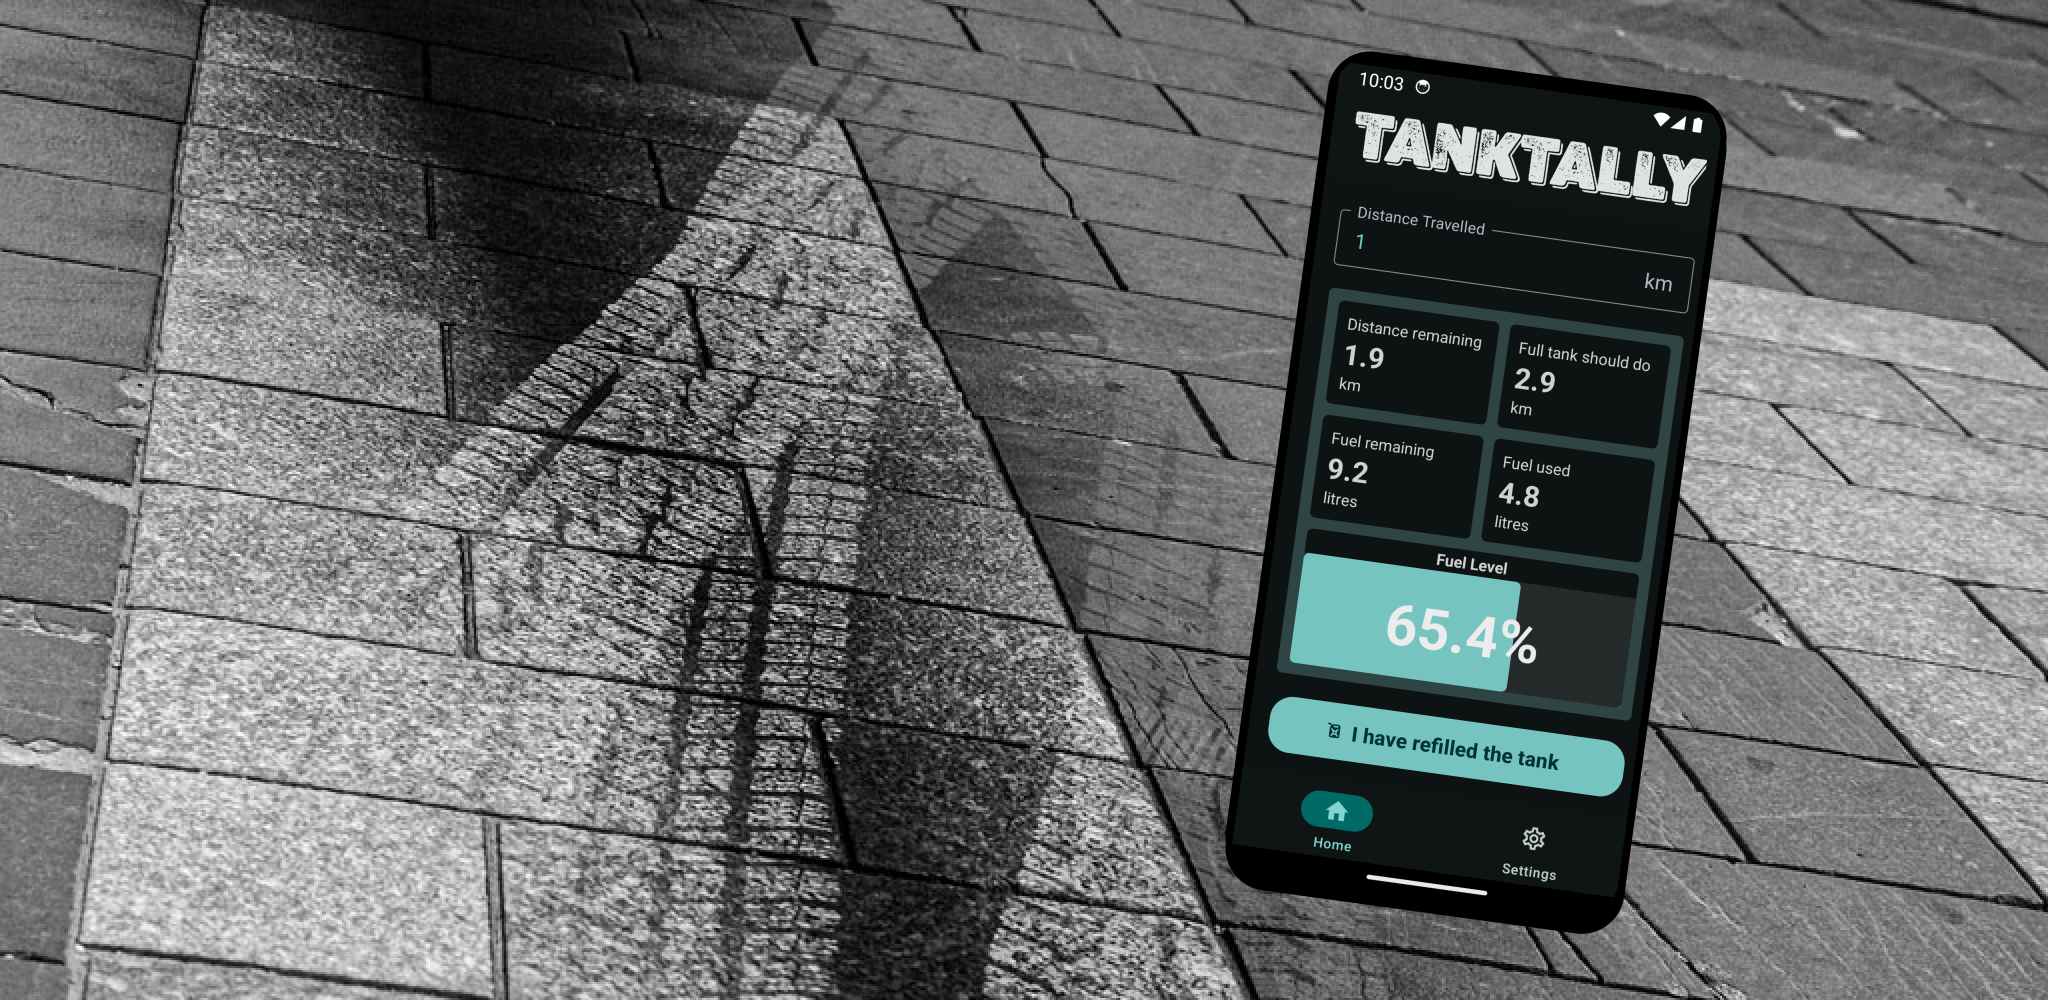 10:03
TANKTALLY
Distance Travelled
1
km
Distance remaining
1.9
km
Full tank should do
2.9
km
Fuel remaining
9.2
litres
Fuel used
4.8
litres
Fuel Level
65.4%
I have refilled the tank
Home
Settings